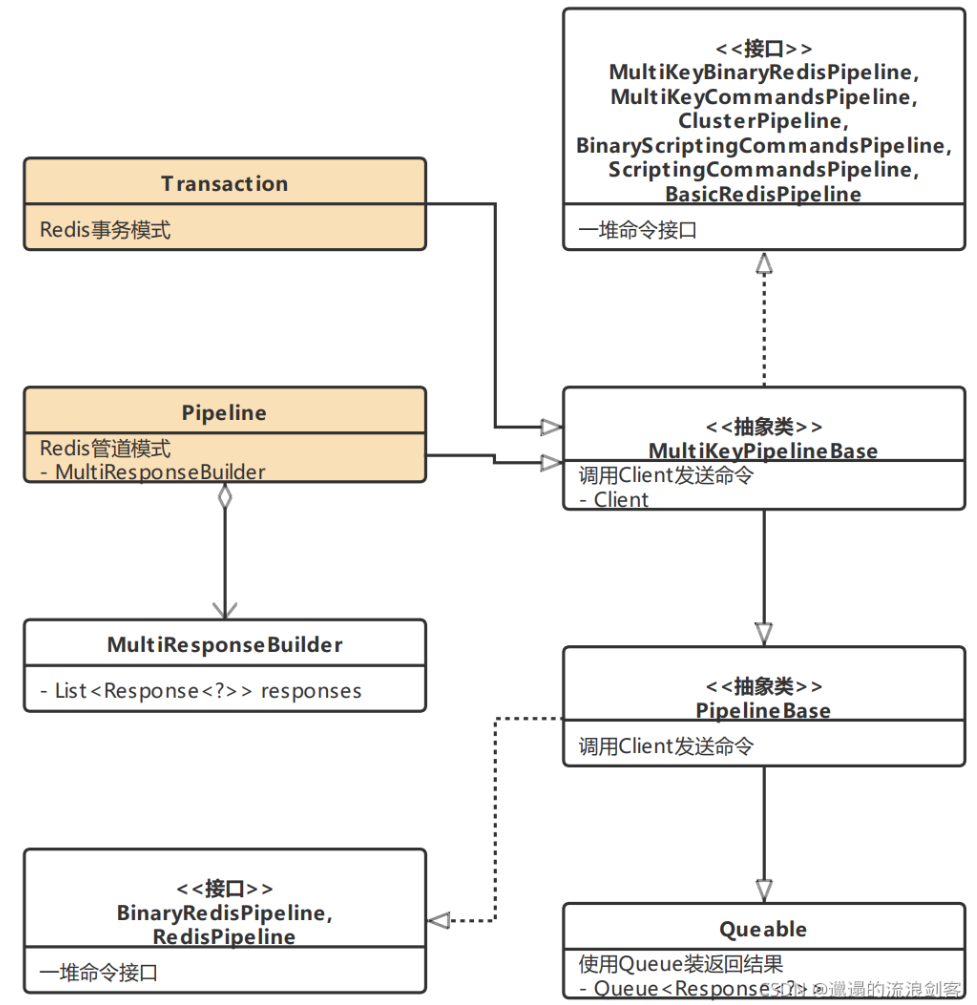 <<接口>>
MultiKeyBinaryRedisPipeline,
MultiKeyCommandsPipeline,
ClusterPipeline,
BinaryScriptingCommandsPipeline,
ScriptingCommandsPipeline,
BasicRedisPipeline
一堆命令接口
Transaction
Redis事务模式
Pipeline
Redis管道模式
- MultiResponseBuilder
<<抽象类>>
MultiKeyPipelineBase
调用Client发送命令
- Client
MultiResponseBuilder
- List<Response<?>> responses
<<抽象类>>
PipelineBase
调用Client发送命令
<<接口>>
BinaryRedisPipeline,
RedisPipeline
一堆命令接口
Queable
使用Queue装返回结果
- Queue<Response<?>>
CSDN @邋遢的流浪剑客